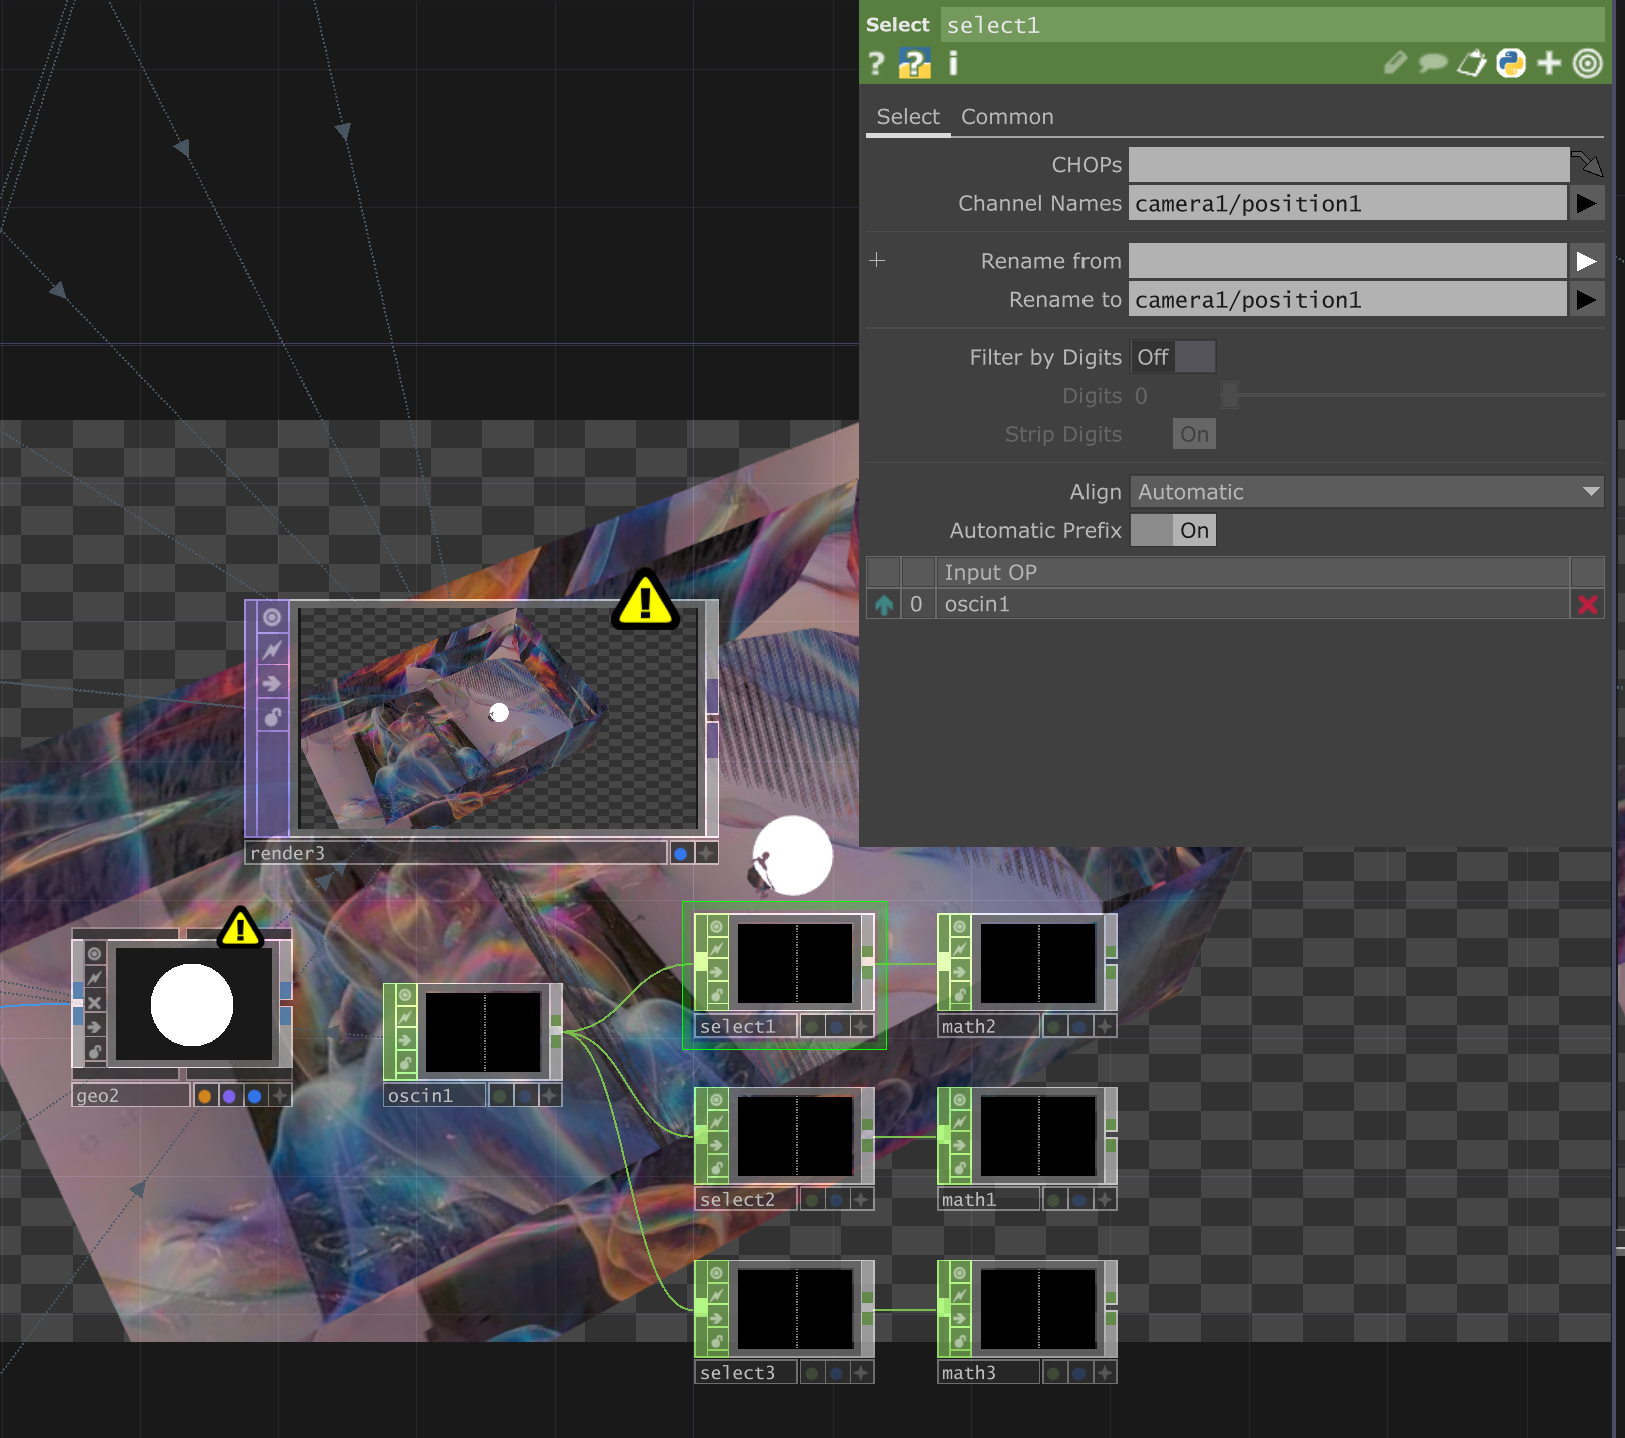 Select select1
? ? i
Select Common
CHOPs
Channel Names camera1/position1
+ Rename from
Rename to camera1/position1
Filter by Digits Off
Digits 0
Strip Digits On
Align Automatic
Automatic Prefix On
Input OP
0 oscin1
render3
geo2
oscin1
select1
math2
select2
math1
select3
math3